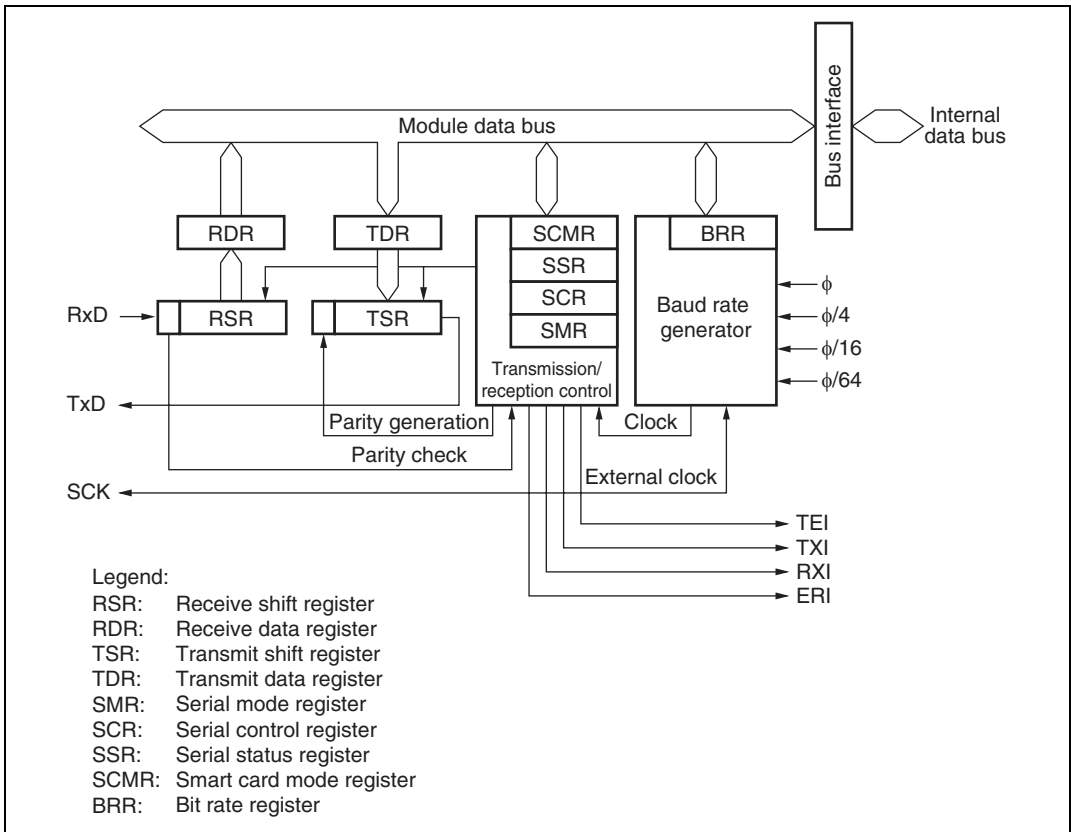 Bus interface
Internal
data bus
Module data bus
RDR
TDR
SCMR
BRR
SSR
SCR
SMR
RSR
TSR
RxD
Baud rate
generator
ϕ
ϕ/4
ϕ/16
ϕ/64
Transmission/
reception control
TxD
Parity generation
Clock
Parity check
External clock
SCK
TEI
TXI
RXI
ERI
Legend:
RSR: Receive shift register
RDR: Receive data register
TSR: Transmit shift register
TDR: Transmit data register
SMR: Serial mode register
SCR: Serial control register
SSR: Serial status register
SCMR: Smart card mode register
BRR: Bit rate register